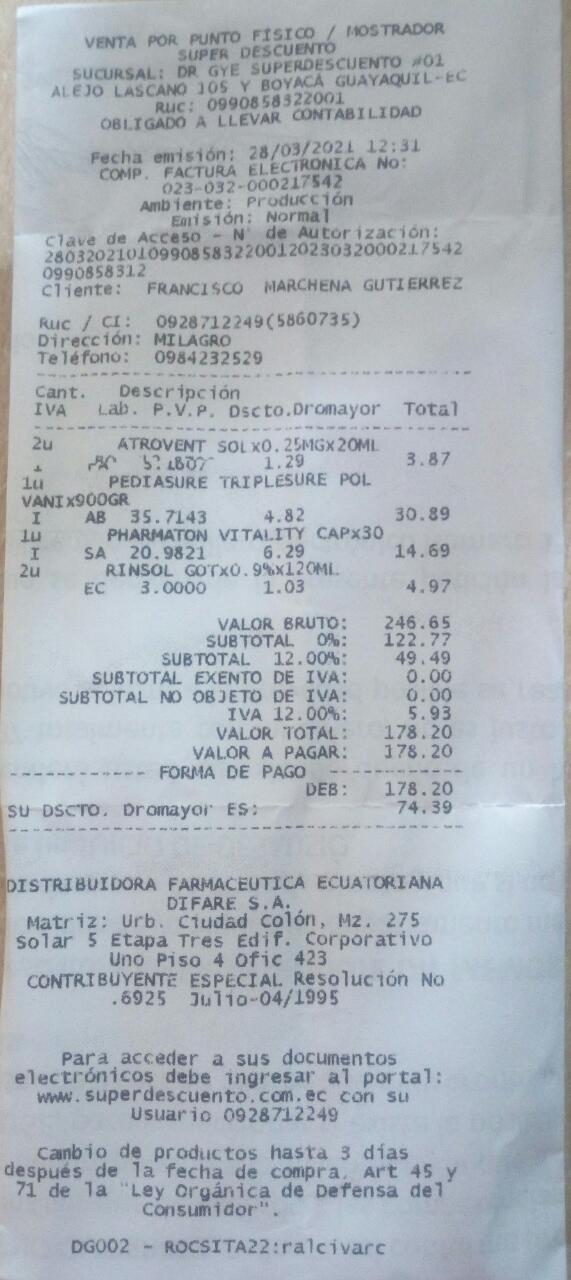 VENTA POR PUNTO FÍSICO / MOSTRADOR
SUPER DESCUENTO
SUCURSAL: DR GYE SUPERDESCUENTO #01
ALEJO LASCANO 105 Y BOYACÁ GUAYAQUIL-EC
Ruc: 0990858322001
OBLIGADO A LLEVAR CONTABILIDAD
Fecha emisión: 28/03/2021 12:31
COMP. FACTURA ELECTRONICA No:
023-032-000217542
Ambiente: Producción
Emisión: Normal
Clave de Acceso - N° de Autorización:
280320210109908583220012023032000217542
0990858312
Cliente: FRANCISCO MARCHENA GUTIERREZ
Ruc / CI: 0928712249(5860735)
Dirección: MILAGRO
Teléfono: 0984232529
Cant. Descripción
IVA Lab. P.V.P. Dscto.Dromayor Total
2u ATROVENT SOLx0.25MGx20ML
1.29 3.87
1u PEDIASURE TRIPLESURE POL
VANIx900GR
I AB 35.7143 4.82 30.89
1u PHARMATON VITALITY CAPx30
I SA 20.9821 6.29 14.69
2u RINSOL GOTx0.9%x120ML
EC 3.0000 1.03 4.97
VALOR BRUTO: 246.65
SUBTOTAL 0%: 122.77
SUBTOTAL 12.00%: 49.49
SUBTOTAL EXENTO DE IVA: 0.00
SUBTOTAL NO OBJETO DE IVA: 0.00
IVA 12.00%: 5.93
VALOR TOTAL: 178.20
VALOR A PAGAR: 178.20
------------ FORMA DE PAGO ------------
DEB: 178.20
SU DSCTO. Dromayor ES: 74.39
DISTRIBUIDORA FARMACEUTICA ECUATORIANA
DIFARE S.A.
Matriz: Urb. Ciudad Colón, Mz. 275
Solar 5 Etapa Tres Edif. Corporativo
Uno Piso 4 Ofic 423
CONTRIBUYENTE ESPECIAL Resolución No
.6925 Julio-04/1995
Para acceder a sus documentos
electrónicos debe ingresar al portal:
www.superdescuento.com.ec con su
Usuario 0928712249
Cambio de productos hasta 3 días
después de la fecha de compra, Art 45 y
71 de la "Ley Orgánica de Defensa del
Consumidor".
DG002 - ROCSITA22:ralcivarc